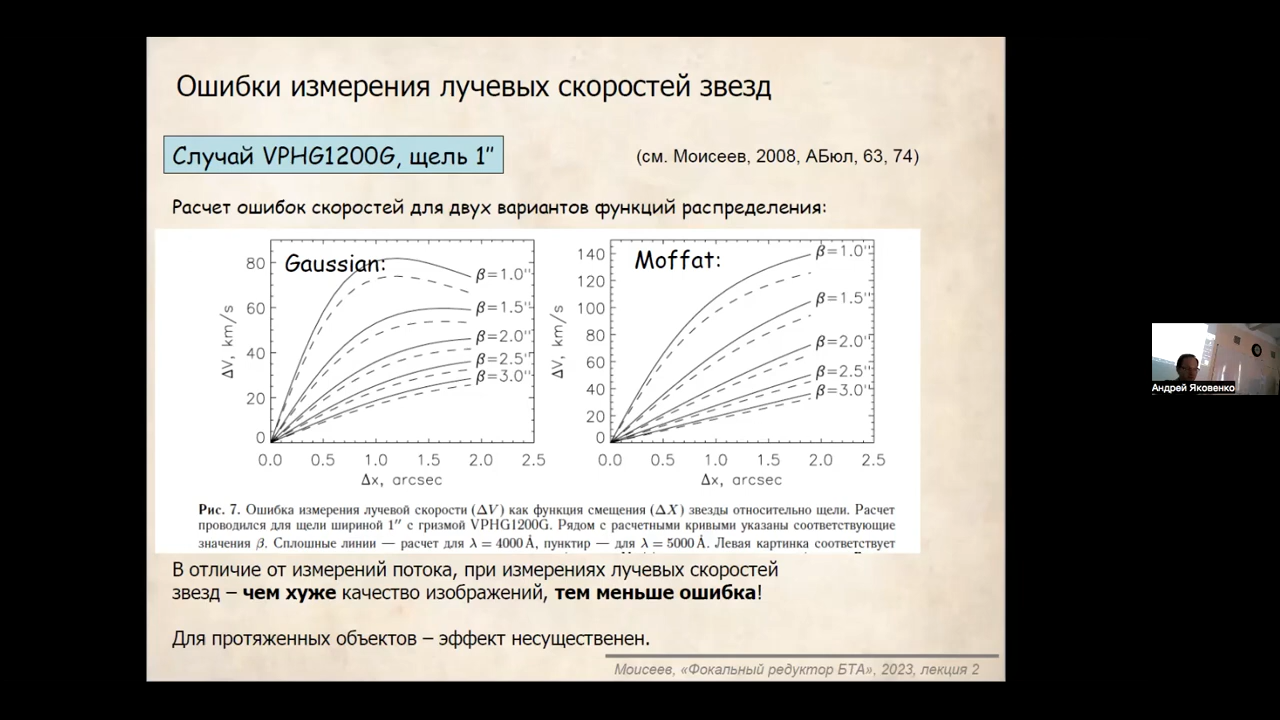 Ошибки измерения лучевых скоростей звезд
Случай VPHG1200G, щель 1”
(см. Моисеев, 2008, АБюл, 63, 74)
Расчет ошибок скоростей для двух вариантов функций распределения:
Gaussian:
80
60
40
20
0
ΔV, km/s
β=1.0"
β=1.5"
β=2.0"
β=2.5"
β=3.0"
0.0 0.5 1.0 1.5 2.0 2.5
Δx, arcsec
Moffat:
140
120
100
80
60
40
20
0
ΔV, km/s
β=1.0"
β=1.5"
β=2.0"
β=2.5"
β=3.0"
0.0 0.5 1.0 1.5 2.0 2.5
Δx, arcsec
Рис. 7. Ошибка измерения лучевой скорости (ΔV) как функция смещения (ΔX) звезды относительно щели. Расчет
проводился для щели шириной 1″ с гризмой VPHG1200G. Рядом с расчетными кривыми указаны соответствующие
значения β. Сплошные линии — расчет для λ = 4000 Å, пунктир — для λ = 5000 Å. Левая картинка соответствует
В отличие от измерений потока, при измерениях лучевых скоростей
звезд – чем хуже качество изображений, тем меньше ошибка!
Для протяженных объектов – эффект несущественен.
Моисеев, «Фокальный редуктор БТА», 2023, лекция 2
Андрей Яковенко